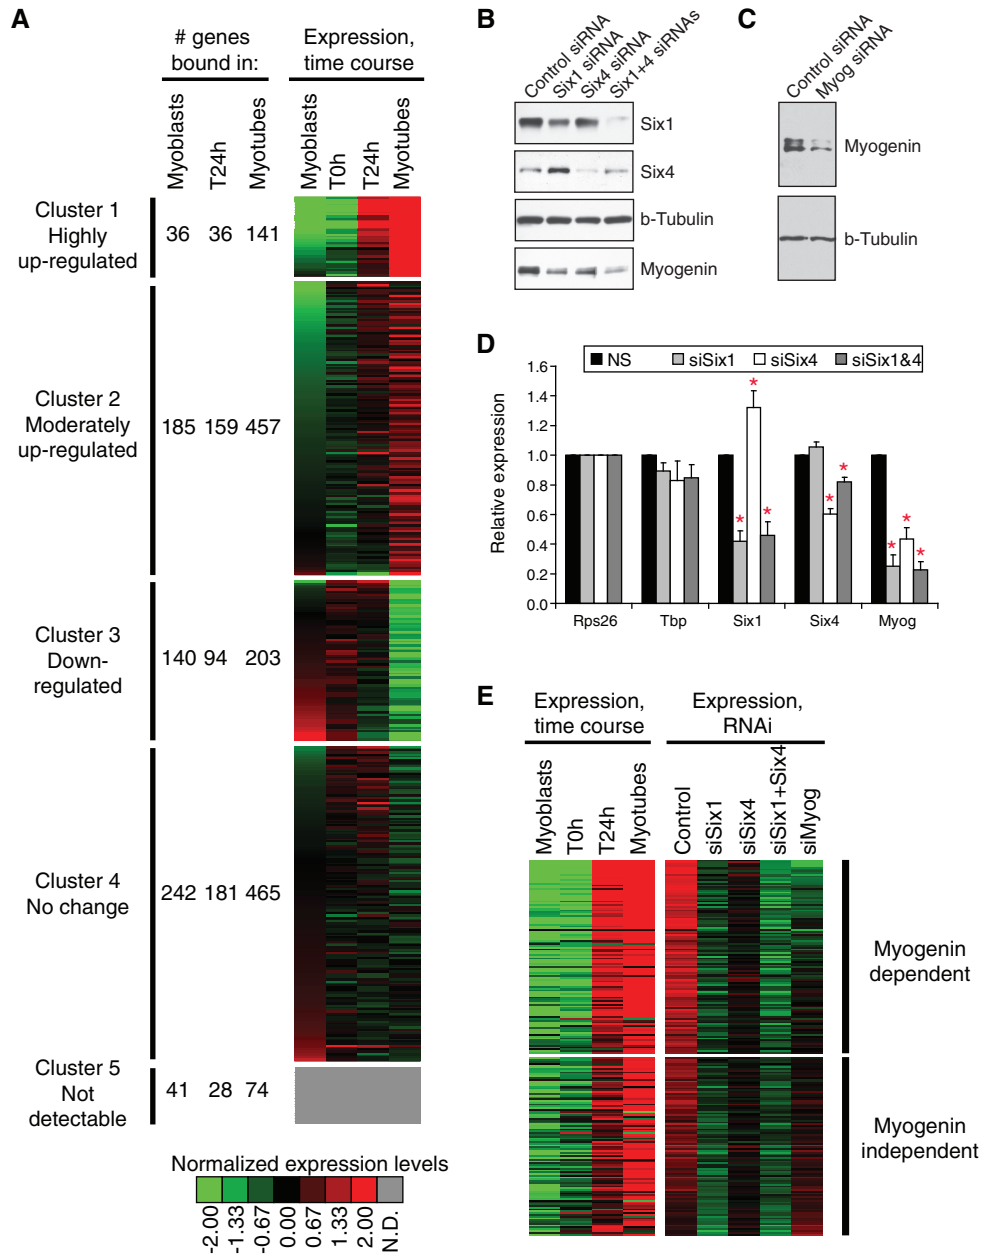 A
# genes
bound in:
Expression,
time course
Myoblasts
T24h
Myotubes
Myoblasts
T0h
T24h
Myotubes
Cluster 1
Highly
up-regulated
36 36 141
Cluster 2
Moderately
up-regulated
185 159 457
Cluster 3
Down-
regulated
140 94 203
Cluster 4
No change
242 181 465
Cluster 5
Not
detectable
41 28 74
Normalized expression levels
-2.00
-1.33
-0.67
0.00
0.67
1.33
2.00
N.D.
B
Control siRNA
Six1 siRNA
Six4 siRNA
Six1+4 siRNAs
Six1
Six4
b-Tubulin
Myogenin
C
Control siRNA
Myog siRNA
Myogenin
b-Tubulin
D
NS siSix1 siSix4 siSix1&4
Relative expression
1.6
1.4
1.2
1.0
0.8
0.6
0.4
0.2
0.0
* * * * * * * *
Rps26 Tbp Six1 Six4 Myog
E
Expression,
time course
Expression,
RNAi
Myoblasts
T0h
T24h
Myotubes
Control
siSix1
siSix4
siSix1+Six4
siMyog
Myogenin
dependent
Myogenin
independent